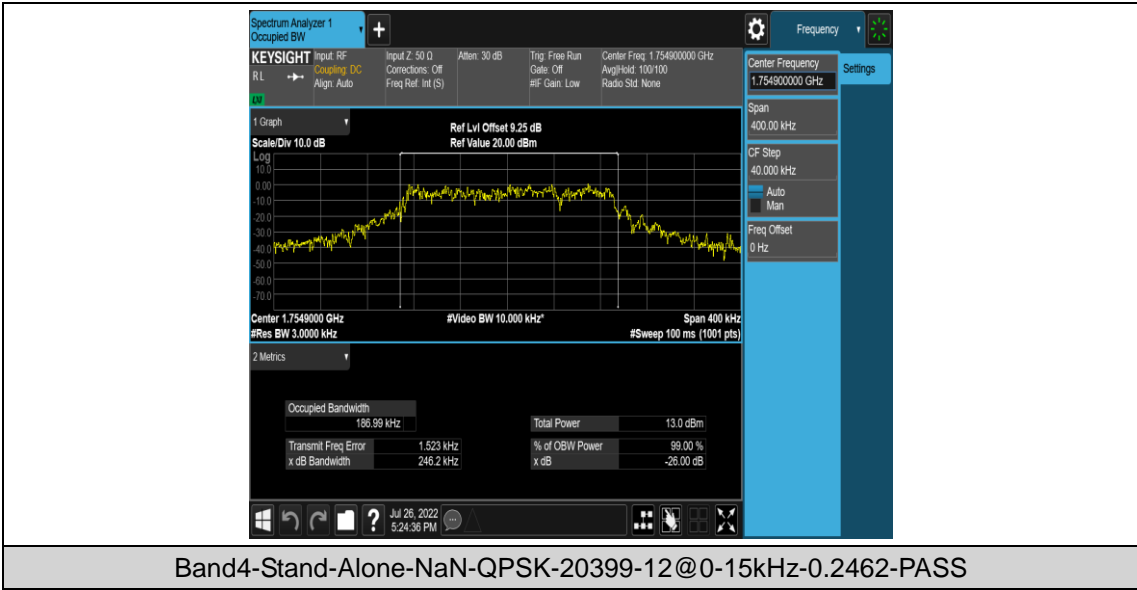 Spectrum Analyzer 1
Occupied BW
Frequency
KEYSIGHT
RL
LXI
Input: RF
Coupling: DC
Align: Auto
Input Z: 50 Ω
Corrections: Off
Freq Ref: Int (S)
Atten: 30 dB
Trig: Free Run
Gate: Off
#IF Gain: Low
Center Freq: 1.754900000 GHz
Avg|Hold: 100/100
Radio Std: None
Center Frequency
1.754900000 GHz
Settings
Span
400.00 kHz
CF Step
40.000 kHz
Auto
Man
Freq Offset
0 Hz
1 Graph
Scale/Div 10.0 dB
Ref Lvl Offset 9.25 dB
Ref Value 20.00 dBm
Log
10.0
0.00
-10.0
-20.0
-30.0
-40.0
-50.0
-60.0
-70.0
Center 1.7549000 GHz
#Video BW 10.000 kHz*
Span 400 kHz
#Res BW 3.0000 kHz
#Sweep 100 ms (1001 pts)
2 Metrics
Occupied Bandwidth
186.99 kHz
Total Power 13.0 dBm
Transmit Freq Error 1.523 kHz
% of OBW Power 99.00 %
x dB Bandwidth 246.2 kHz
x dB -26.00 dB
Jul 26, 2022
5:24:36 PM
Band4-Stand-Alone-NaN-QPSK-20399-12@0-15kHz-0.2462-PASS